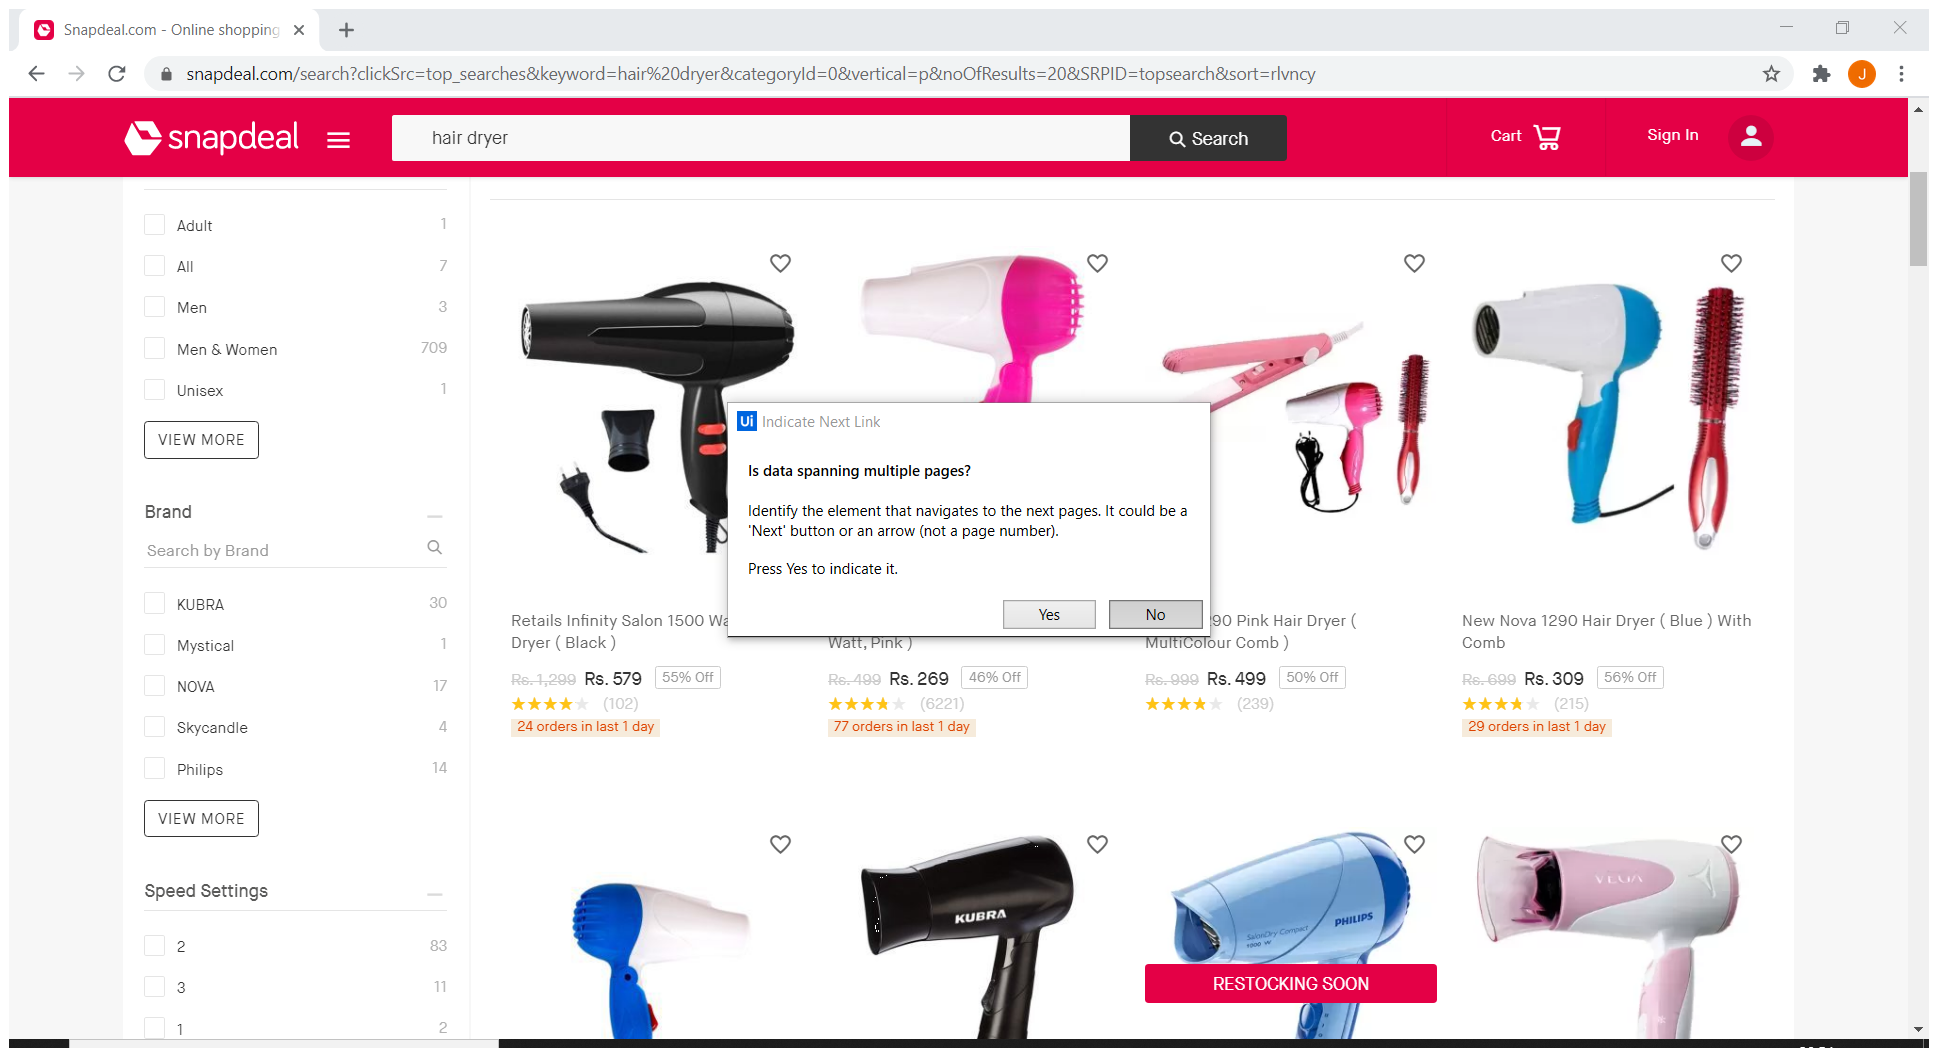 Snapdeal.com - Online shopping
snapdeal.com/search?clickSrc=top_searches&keyword=hair%20dryer&categoryId=0&vertical=p&noOfResults=20&SRPID=topsearch&sort=rlvncy
J
snapdeal
hair dryer
Search
Cart
Sign In
Adult 1
All 7
Men 3
Men & Women 709
Unisex 1
VIEW MORE
Brand
Search by Brand
KUBRA 30
Mystical 1
NOVA 17
Skycandle 4
Philips 14
VIEW MORE
Speed Settings
2 83
3 11
1 2
Ui Indicate Next Link
Is data spanning multiple pages?
Identify the element that navigates to the next pages. It could be a
'Next' button or an arrow (not a page number).
Press Yes to indicate it.
Yes No
Retails Infinity Salon 1500 Wa
Dryer ( Black )
Rs. 1,299 Rs. 579 55% Off
(102)
24 orders in last 1 day
Watt, Pink )
Rs. 499 Rs. 269 46% Off
(6221)
77 orders in last 1 day
90 Pink Hair Dryer (
MultiColour Comb )
Rs. 999 Rs. 499 50% Off
(239)
New Nova 1290 Hair Dryer ( Blue ) With
Comb
Rs. 699 Rs. 309 56% Off
(215)
29 orders in last 1 day
KUBRA
PHILIPS
SalonDry Compact
1000 W
RESTOCKING SOON
VEGA